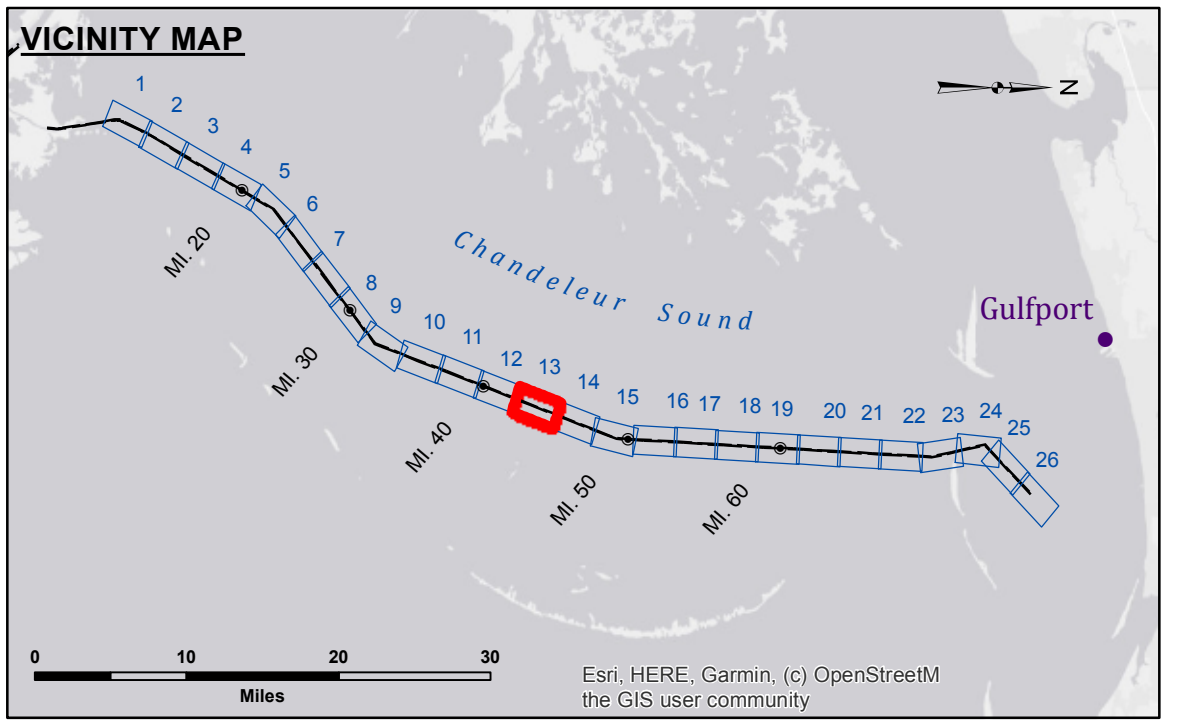 VICINITY MAP
N
1
2
3
4
5
6
7
8
9
10
11
12
13
14
15
16
17
18
19
20
21
22
23
24
25
26
MI. 20
MI. 30
MI. 40
MI. 50
MI. 60
Chandeleur Sound
Gulfport
0 10 20 30
Miles
Esri, HERE, Garmin, (c) OpenStreetM
the GIS user community